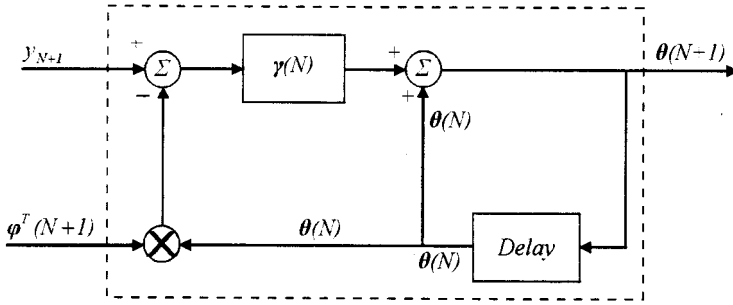 y_{N+1}
+
Σ
−
γ(N)
+
Σ
+
θ(N)
θ(N+1)
φ^T (N+1)
θ(N)
θ(N)
Delay